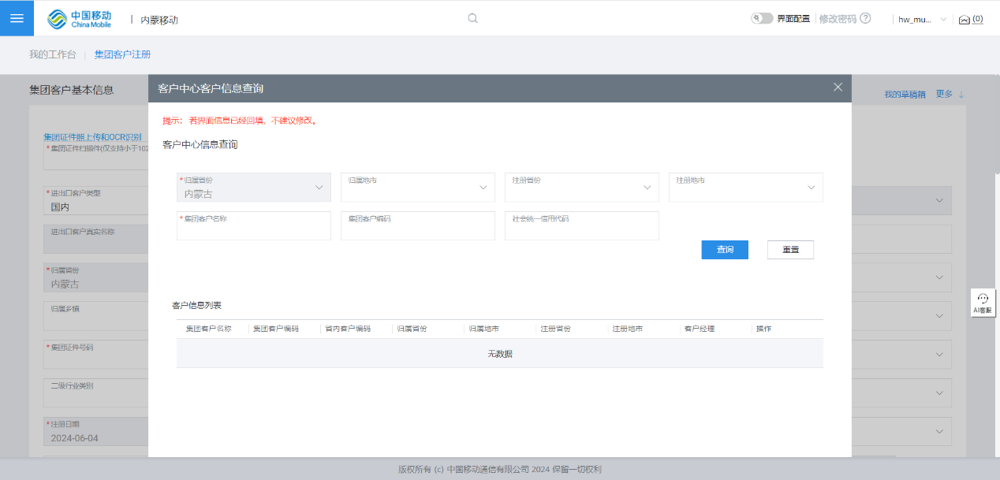 中国移动
China Mobile
内蒙移动
界面配置
修改密码
hw_mu...
(0)
我的工作台
集团客户注册
集团客户基本信息
我的草稿箱 更多
集团证件照上传和OCR识别
*集团证件扫描件(仅支持小于102
*进出口客户类型
国内
进出口客户真实名称
*归属省份
内蒙古
归属乡镇
*集团证件号码
二级行业类别
*注册日期
2024-06-04
客户中心客户信息查询
提示： 若界面信息已经回填，不建议修改。
客户中心信息查询
*归属省份 归属地市 注册省份 注册地市
内蒙古
*集团客户名称 集团客户编码 社会统一信用代码
查询 重置
客户信息列表
集团客户名称 集团客户编码 省内客户编码 归属省份 归属地市 注册省份 注册地市 客户经理 操作
无数据
AI客服
版权所有 (c) 中国移动通信有限公司 2024 保留一切权利